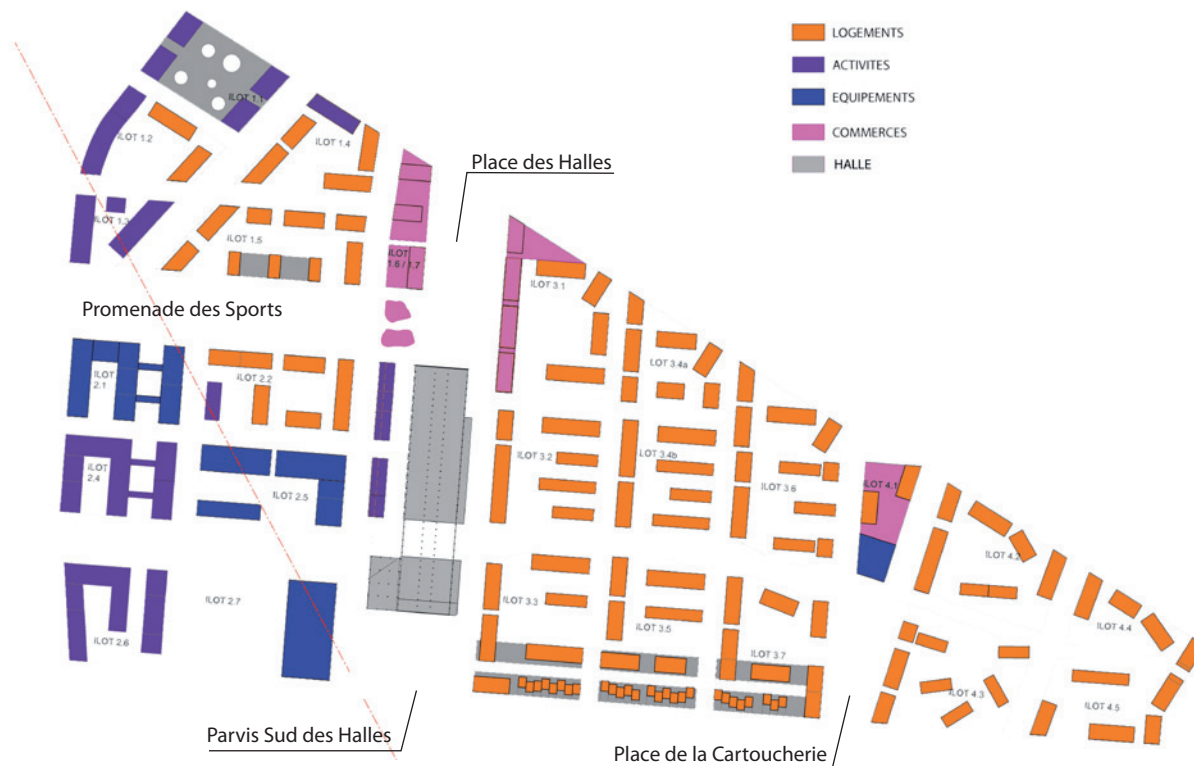 LOGEMENTS
ACTIVITES
EQUIPEMENTS
COMMERCES
HALLE
ILOT 1.1
ILOT 1.2
ILOT 1.4
Place des Halles
ILOT 1.3
ILOT 1.5
ILOT
1.6 / 1.7
ILOT 3.1
Promenade des Sports
ILOT
2.1
ILOT 2.2
LOT 3.4a
ILOT
2.4
ILOT 2.5
ILOT 3.2
LOT 3.4b
ILOT 3.6
ILOT 4.1
ILOT 4.2
ILOT 2.7
ILOT 3.3
ILOT 3.5
ILOT 4.4
ILOT 2.6
ILOT 3.7
ILOT 4.3
ILOT 4.5
Parvis Sud des Halles
Place de la Cartoucherie